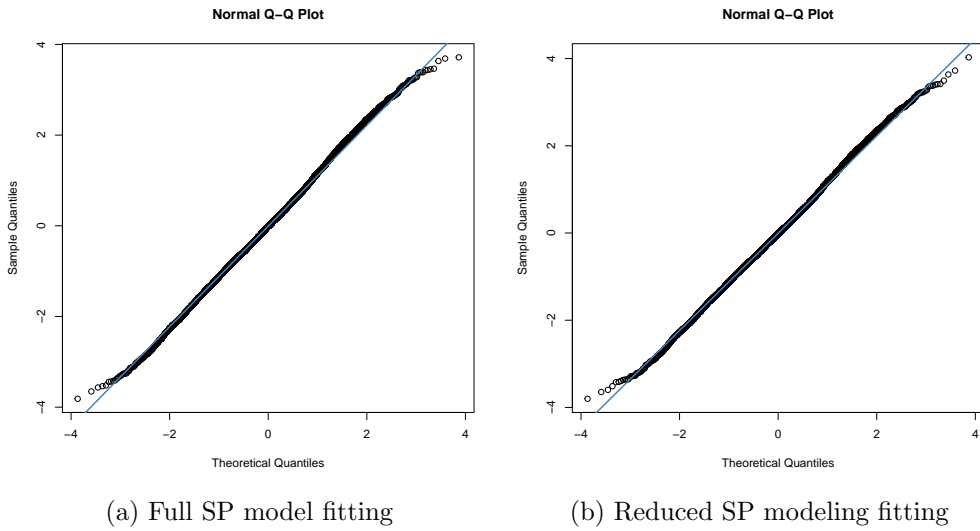 Normal Q−Q Plot
4
2
0
−2
−4
Sample Quantiles
−4
−2
0
2
4
Theoretical Quantiles
(a) Full SP model fitting
Normal Q−Q Plot
4
2
0
−2
−4
Sample Quantiles
−4
−2
0
2
4
Theoretical Quantiles
(b) Reduced SP modeling fitting